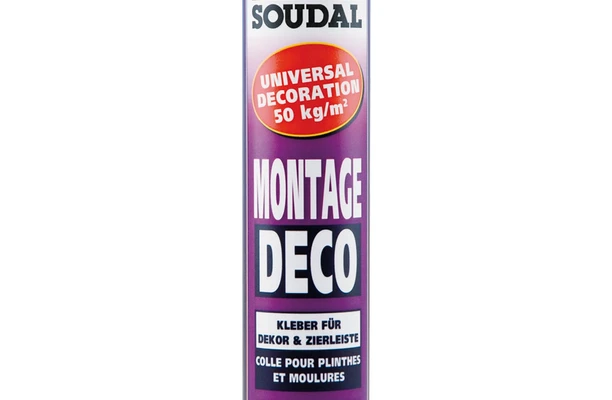 SOUDAL
UNIVERSAL
DECORATION
50 kg/m²
MONTAGE
DECO
KLEBER FÜR
DEKOR & ZIERLEISTE
COLLE POUR PLINTHES
ET MOULURES